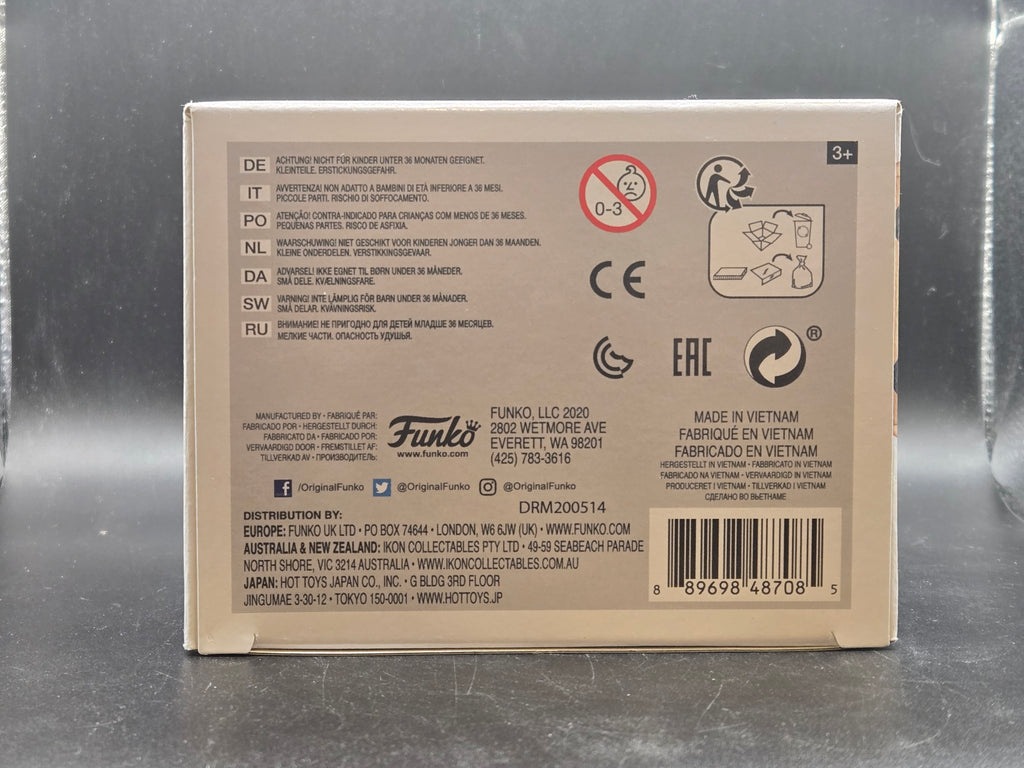 3+
DE ACHTUNG! NICHT FÜR KINDER UNTER 36 MONATEN GEEIGNET.
KLEINTEILE. ERSTICKUNGSGEFAHR.
IT AVVERTENZA! NON ADATTO A BAMBINI DI ETÀ INFERIORE A 36 MESI.
PICCOLE PARTI. RISCHIO DI SOFFOCAMENTO.
PO ATENÇÃO! CONTRA-INDICADO PARA CRIANÇAS COM MENOS DE 36 MESES.
PEQUENAS PARTES. RISCO DE ASFIXIA.
NL WAARSCHUWING! NIET GESCHIKT VOOR KINDEREN JONGER DAN 36 MAANDEN.
KLEINE ONDERDELEN. VERSTIKKINGSGEVAAR.
DA ADVARSEL! IKKE EGNET TIL BØRN UNDER 36 MÅNEDER.
SMÅ DELE. KVÆLNINGSFARE.
SW VARNING! INTE LÄMPLIG FÖR BARN UNDER 36 MÅNADER.
SMÅ DELAR. KVÄVNINGSRISK.
RU ВНИМАНИЕ! НЕ ПРИГОДНО ДЛЯ ДЕТЕЙ МЛАДШЕ 36 МЕСЯЦЕВ.
МЕЛКИЕ ЧАСТИ. ОПАСНОСТЬ УДУШЬЯ.
0-3
CE
EAC
®
MANUFACTURED BY • FABRIQUÉ PAR:
FABRICADO POR • HERGESTELLT DURCH:
FABBRICATO DA • FABRICADO POR:
VERVAARDIGD DOOR • FREMSTILLET AF:
TILLVERKAD AV • ПРОИЗВОДИТЕЛЬ:
Funko
www.funko.com
FUNKO, LLC 2020
2802 WETMORE AVE
EVERETT, WA 98201
(425) 783-3616
/OriginalFunko @OriginalFunko @OriginalFunko
DRM200514
DISTRIBUTION BY:
EUROPE: FUNKO UK LTD • PO BOX 74644 • LONDON, W6 6JW (UK) • WWW.FUNKO.COM
AUSTRALIA & NEW ZEALAND: IKON COLLECTABLES PTY LTD • 49-59 SEABEACH PARADE
NORTH SHORE, VIC 3214 AUSTRALIA • WWW.IKONCOLLECTABLES.COM.AU
JAPAN: HOT TOYS JAPAN CO., INC. • G BLDG 3RD FLOOR
JINGUMAE 3-30-12 • TOKYO 150-0001 • WWW.HOTTOYS.JP
MADE IN VIETNAM
FABRIQUÉ EN VIETNAM
FABRICADO EN VIETNAM
HERGESTELLT IN VIETNAM • FABBRICATO IN VIETNAM
FABRICADO NA VIETNAM • VERVAARDIGD IN VIETNAM
PRODUCERET I VIETNAM • TILLVERKAD I VIETNAM
СДЕЛАНО ВО ВЬЕТНАМЕ
8 89698 48708 5